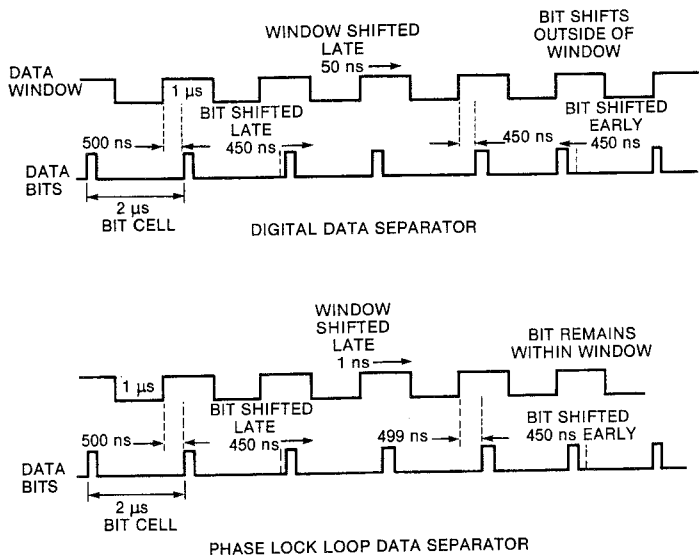 WINDOW SHIFTED
LATE
50 ns
BIT SHIFTS
OUTSIDE OF
WINDOW
DATA
WINDOW
1 μs
BIT SHIFTED
LATE
450 ns
500 ns
BIT SHIFTED
EARLY
450 ns
450 ns
DATA
BITS
2 μs
BIT CELL
DIGITAL DATA SEPARATOR
WINDOW
SHIFTED
LATE
1 ns
BIT REMAINS
WITHIN WINDOW
1 μs
500 ns
BIT SHIFTED
LATE
450 ns
499 ns
BIT SHIFTED
450 ns EARLY
DATA
BITS
2 μs
BIT CELL
PHASE LOCK LOOP DATA SEPARATOR